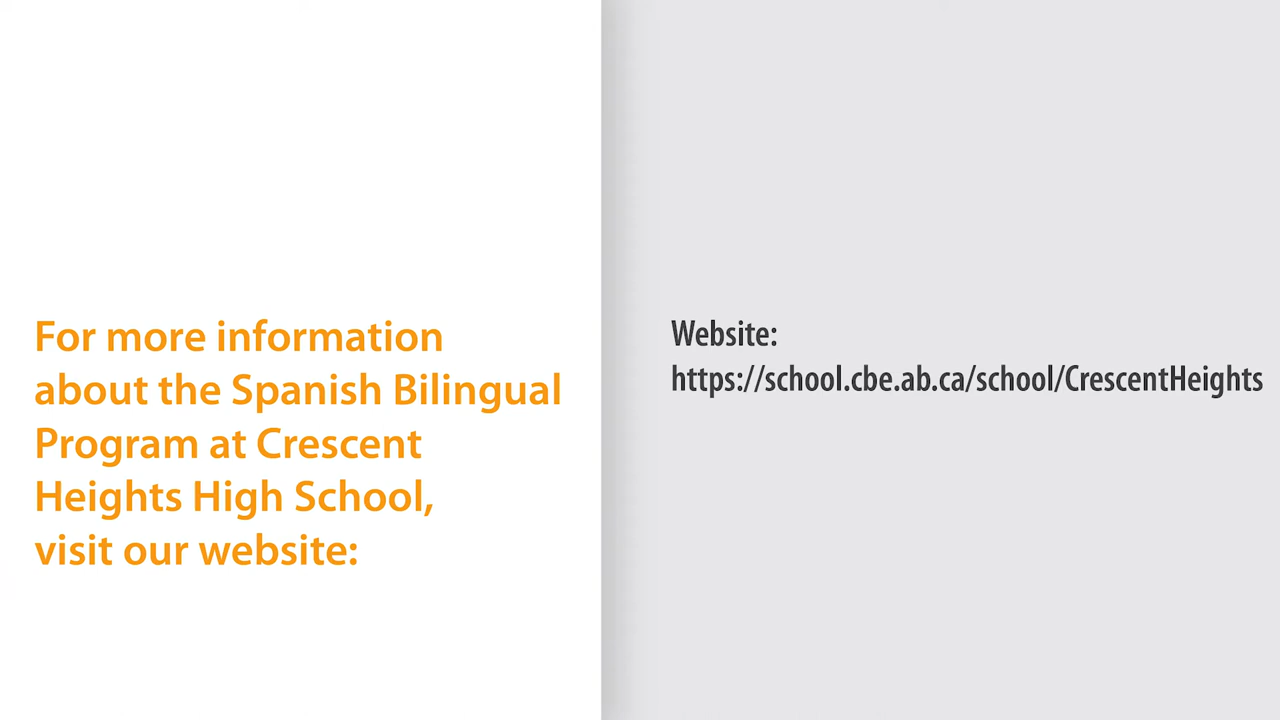 For more information
about the Spanish Bilingual
Program at Crescent
Heights High School,
visit our website:
Website:
https://school.cbe.ab.ca/school/CrescentHeights